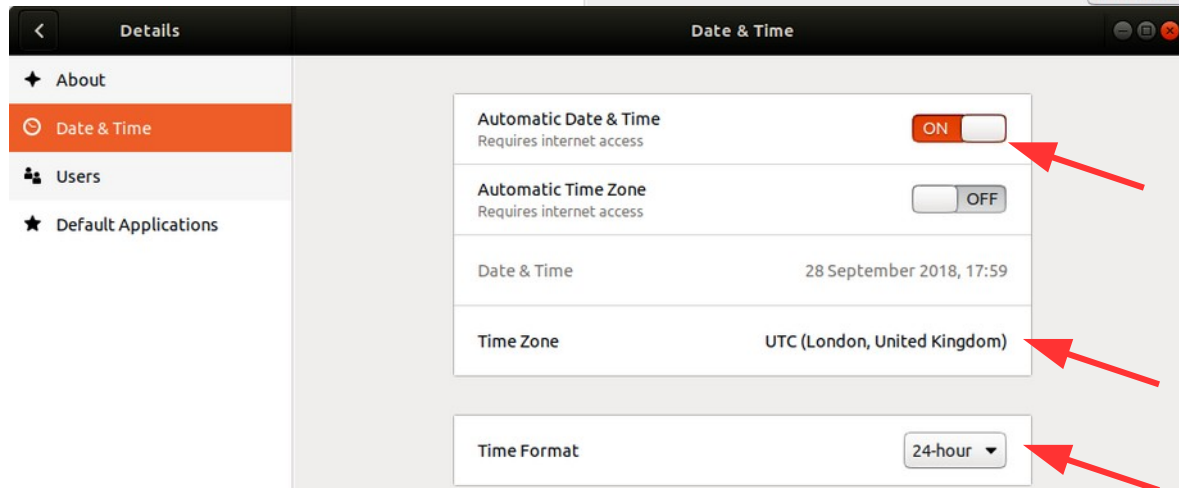 Details
Date & Time
About
Date & Time
Users
Default Applications
Automatic Date & Time
Requires internet access
ON
Automatic Time Zone
Requires internet access
OFF
Date & Time
28 September 2018, 17:59
Time Zone
UTC (London, United Kingdom)
Time Format
24-hour